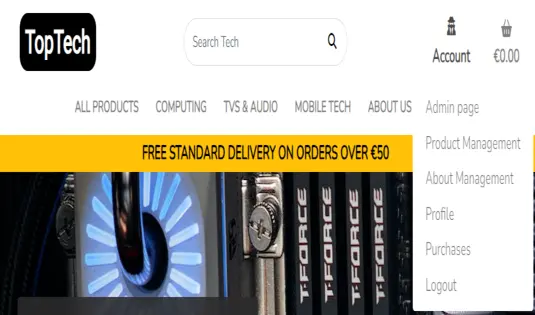 TopTech
Search Tech
Account
€0.00
ALL PRODUCTS COMPUTING TVS & AUDIO MOBILE TECH ABOUT US
FREE STANDARD DELIVERY ON ORDERS OVER €50
Admin page
Product Management
About Management
Profile
Purchases
Logout
T-FORCE
T-FORCE
T-FORCE
T-FORCE